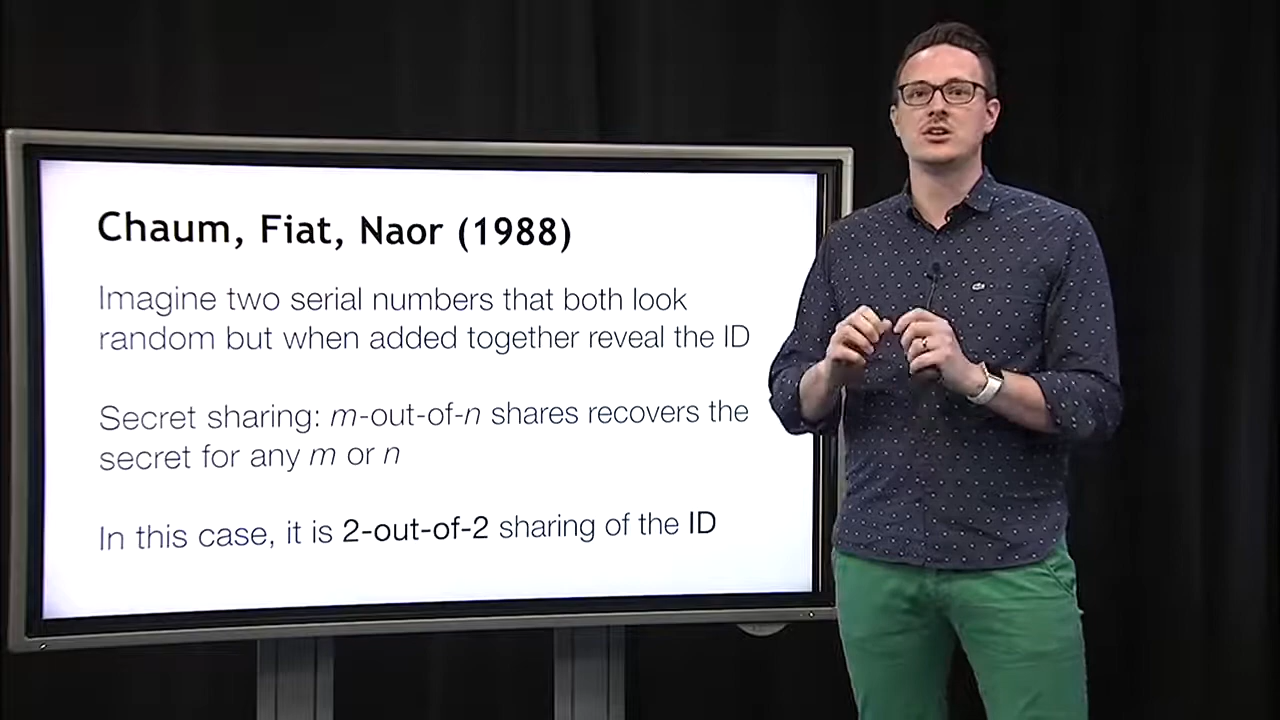 Chaum, Fiat, Naor (1988)
Imagine two serial numbers that both look
random but when added together reveal the ID
Secret sharing: m-out-of-n shares recovers the
secret for any m or n
In this case, it is 2-out-of-2 sharing of the ID